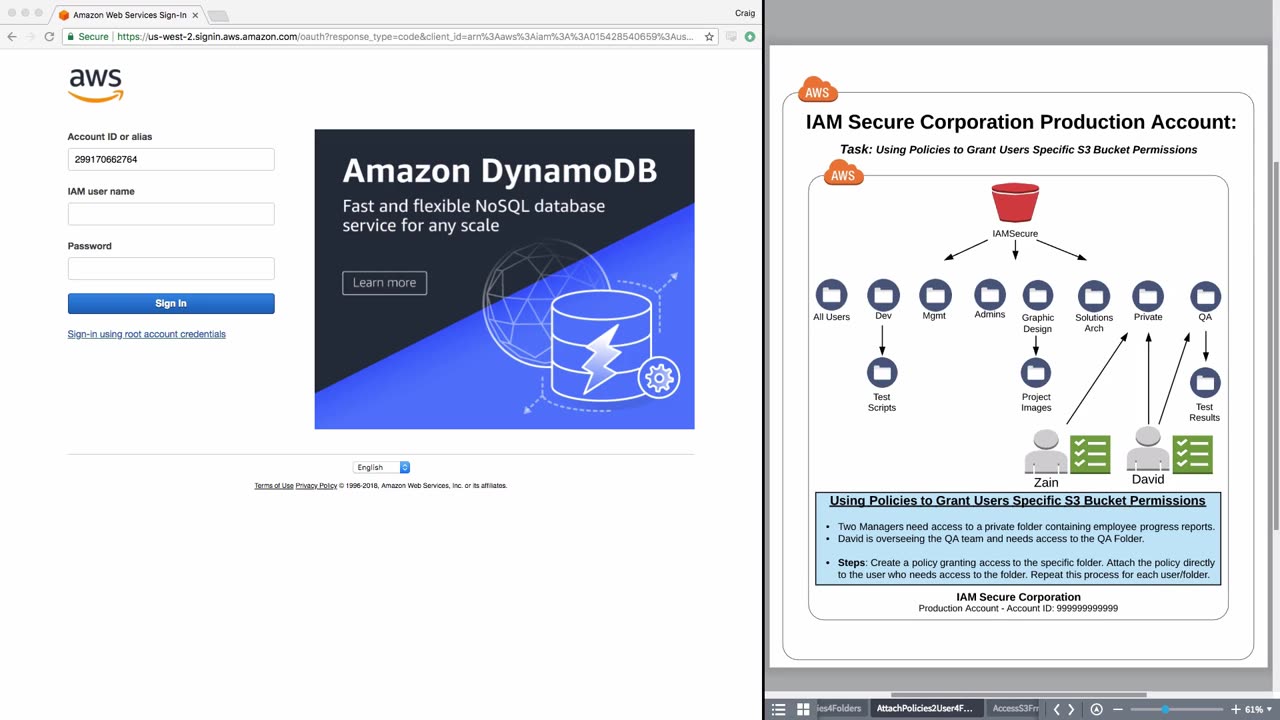 Amazon Web Services Sign-In
Craig
Secure
https://us-west-2.signin.aws.amazon.com/oauth?response_type=code&client_id=arn%3Aaws%3Aiam%3A%3A015428540659%3Aus...
aws
Account ID or alias
299170662764
IAM user name
Password
Sign In
Sign-in using root account credentials
Amazon DynamoDB
Fast and flexible NoSQL database
service for any scale
Learn more
English
Terms of Use Privacy Policy © 1996-2018, Amazon Web Services, Inc. or its affiliates.
AWS
IAM Secure Corporation Production Account:
Task: Using Policies to Grant Users Specific S3 Bucket Permissions
AWS
IAMSecure
All Users
Dev
Mgmt
Admins
Graphic
Design
Solutions
Arch
Private
QA
Test
Scripts
Project
Images
Test
Results
Zain
David
Using Policies to Grant Users Specific S3 Bucket Permissions
• Two Managers need access to a private folder containing employee progress reports.
• David is overseeing the QA team and needs access to the QA Folder.
• Steps: Create a policy granting access to the specific folder. Attach the policy directly
to the user who needs access to the folder. Repeat this process for each user/folder.
IAM Secure Corporation
Production Account - Account ID: 999999999999
ies4Folders
AttachPolicies2User4F...
AccessS3Fr
61%